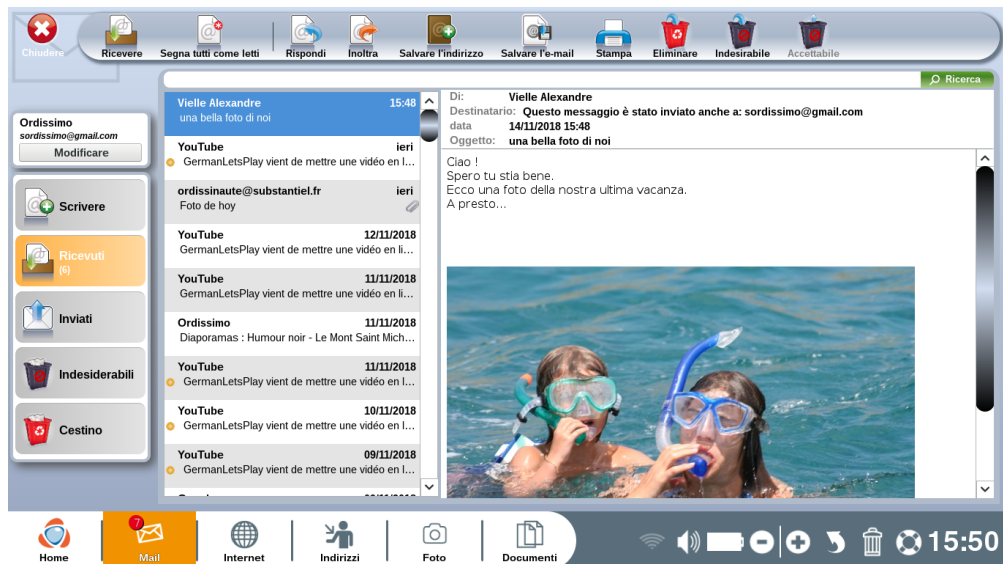 Chiudere
Ricevere
Segna tutti come letti
Rispondi
Inoltra
Salvare l'indirizzo
Salvare l'e-mail
Stampa
Eliminare
Indesirabile
Accettabile
Ricerca
Ordissimo
sordissimo@gmail.com
Modificare
Scrivere
Ricevuti
(6)
Inviati
Indesiderabili
Cestino
Vielle Alexandre 15:48
una bella foto di noi
YouTube ieri
GermanLetsPlay vient de mettre une vidéo en l...
ordissinaute@substantiel.fr ieri
Foto de hoy
YouTube 12/11/2018
GermanLetsPlay vient de mettre une vidéo en li...
YouTube 11/11/2018
GermanLetsPlay vient de mettre une vidéo en li...
Ordissimo 11/11/2018
Diaporamas : Humour noir - Le Mont Saint Mich...
YouTube 11/11/2018
GermanLetsPlay vient de mettre une vidéo en l...
YouTube 10/11/2018
GermanLetsPlay vient de mettre une vidéo en l...
YouTube 09/11/2018
GermanLetsPlay vient de mettre une vidéo en l...
Di: Vielle Alexandre
Destinatario: Questo messaggio è stato inviato anche a: sordissimo@gmail.com
data 14/11/2018 15:48
Oggetto: una bella foto di noi
Ciao !
Spero tu stia bene.
Ecco una foto della nostra ultima vacanza.
A presto...
Home
7
Mail
Internet
Indirizzi
Foto
Documenti
15:50